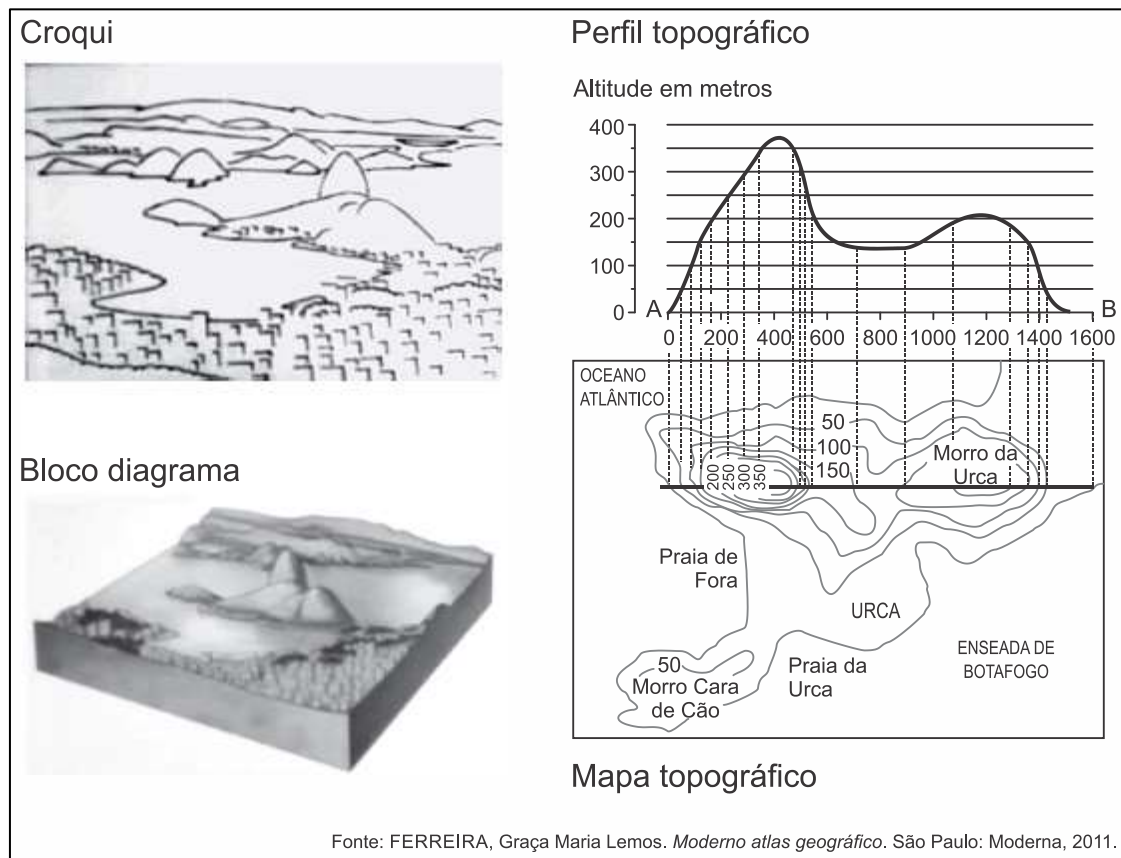 Croqui
Bloco diagrama
Perfil topográfico
Altitude em metros
400
300
200
100
0
A
B
0 200 400 600 800 1000 1200 1400 1600
OCEANO
ATLÂNTICO
50
100
150
200
250
300
350
Morro da
Urca
Praia de
Fora
URCA
ENSEADA DE
BOTAFOGO
Praia da
Urca
50
Morro Cara
de Cão
Mapa topográfico
Fonte: FERREIRA, Graça Maria Lemos. Moderno atlas geográfico. São Paulo: Moderna, 2011.